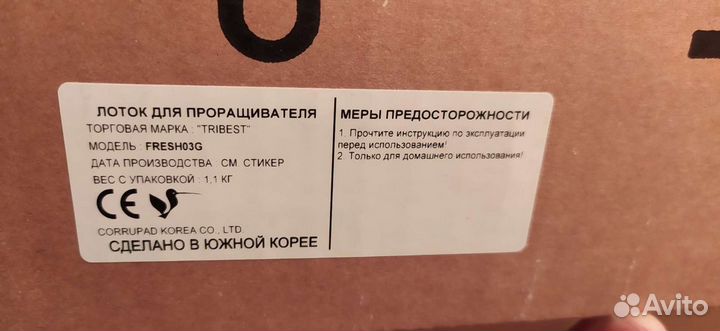 ЛОТОК ДЛЯ ПРОРАЩИВАТЕЛЯ
ТОРГОВАЯ МАРКА : "TRIBEST"
МОДЕЛЬ : FRESH03G
ДАТА ПРОИЗВОДСТВА : СМ. СТИКЕР
ВЕС С УПАКОВКОЙ : 1,1 КГ
CE
CORRUPAD KOREA CO., LTD.
СДЕЛАНО В ЮЖНОЙ КОРЕЕ
МЕРЫ ПРЕДОСТОРОЖНОСТИ
1. Прочтите инструкцию по эксплуатации
перед использованием!
2. Только для домашнего использования!
Avito